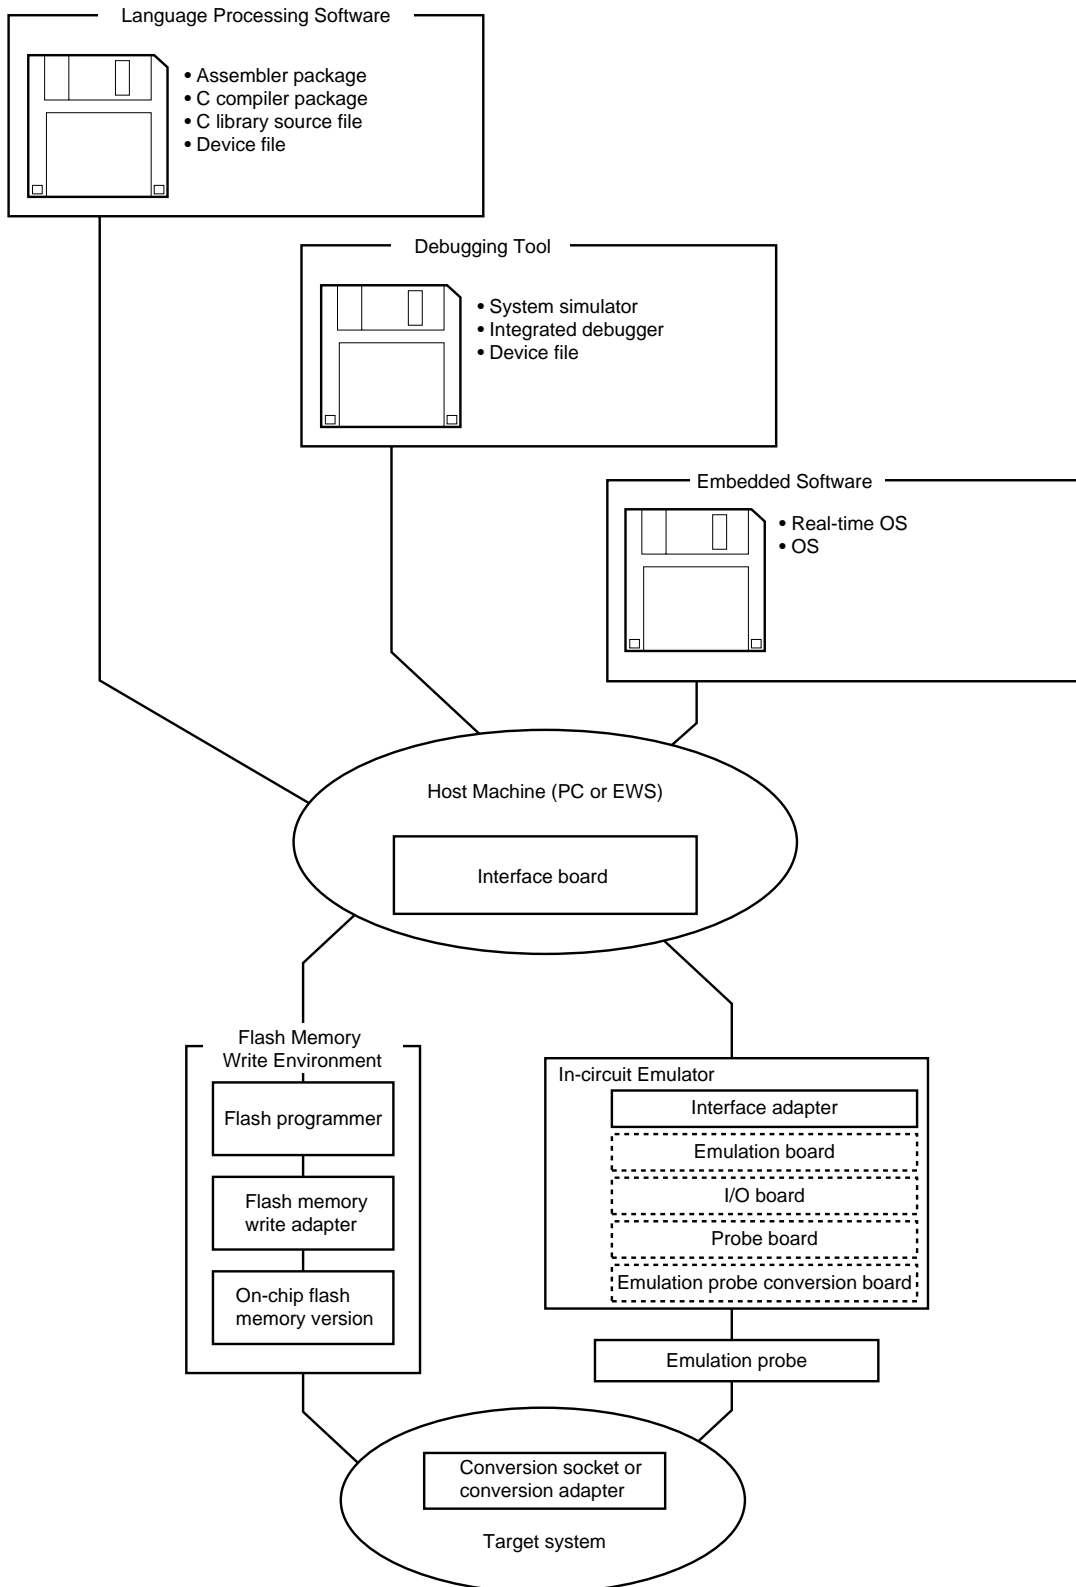 Language Processing Software
• Assembler package
• C compiler package
• C library source file
• Device file
Debugging Tool
• System simulator
• Integrated debugger
• Device file
Embedded Software
• Real-time OS
• OS
Host Machine (PC or EWS)
Interface board
Flash Memory
Write Environment
Flash programmer
Flash memory
write adapter
On-chip flash
memory version
In-circuit Emulator
Interface adapter
Emulation board
I/O board
Probe board
Emulation probe conversion board
Emulation probe
Conversion socket or
conversion adapter
Target system